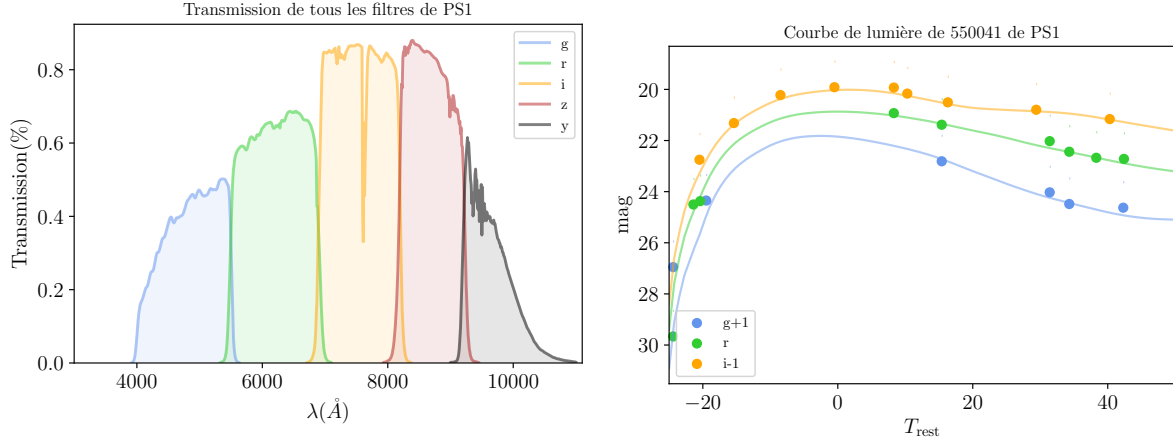 Transmission de tous les filtres de PS1
Transmission(%)
0.8
0.6
0.4
0.2
0.0
4000
6000
8000
10000
λ(Å)
g
r
i
z
y
Courbe de lumière de 550041 de PS1
mag
20
22
24
26
28
30
−20
0
20
40
T_rest
g+1
r
i-1